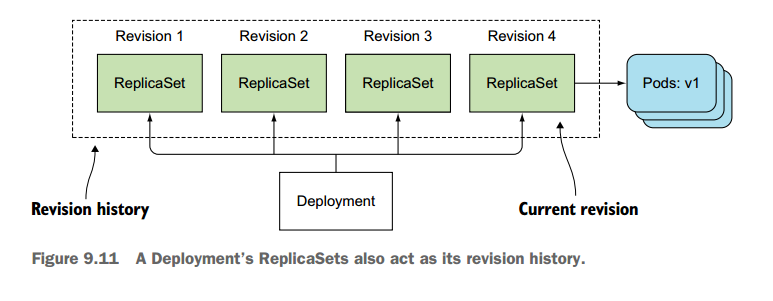 Revision 1 Revision 2 Revision 3 Revision 4
ReplicaSet ReplicaSet ReplicaSet ReplicaSet Pods: v1
Deployment
Revision history Current revision
Figure 9.11 A Deployment’s ReplicaSets also act as its revision history.